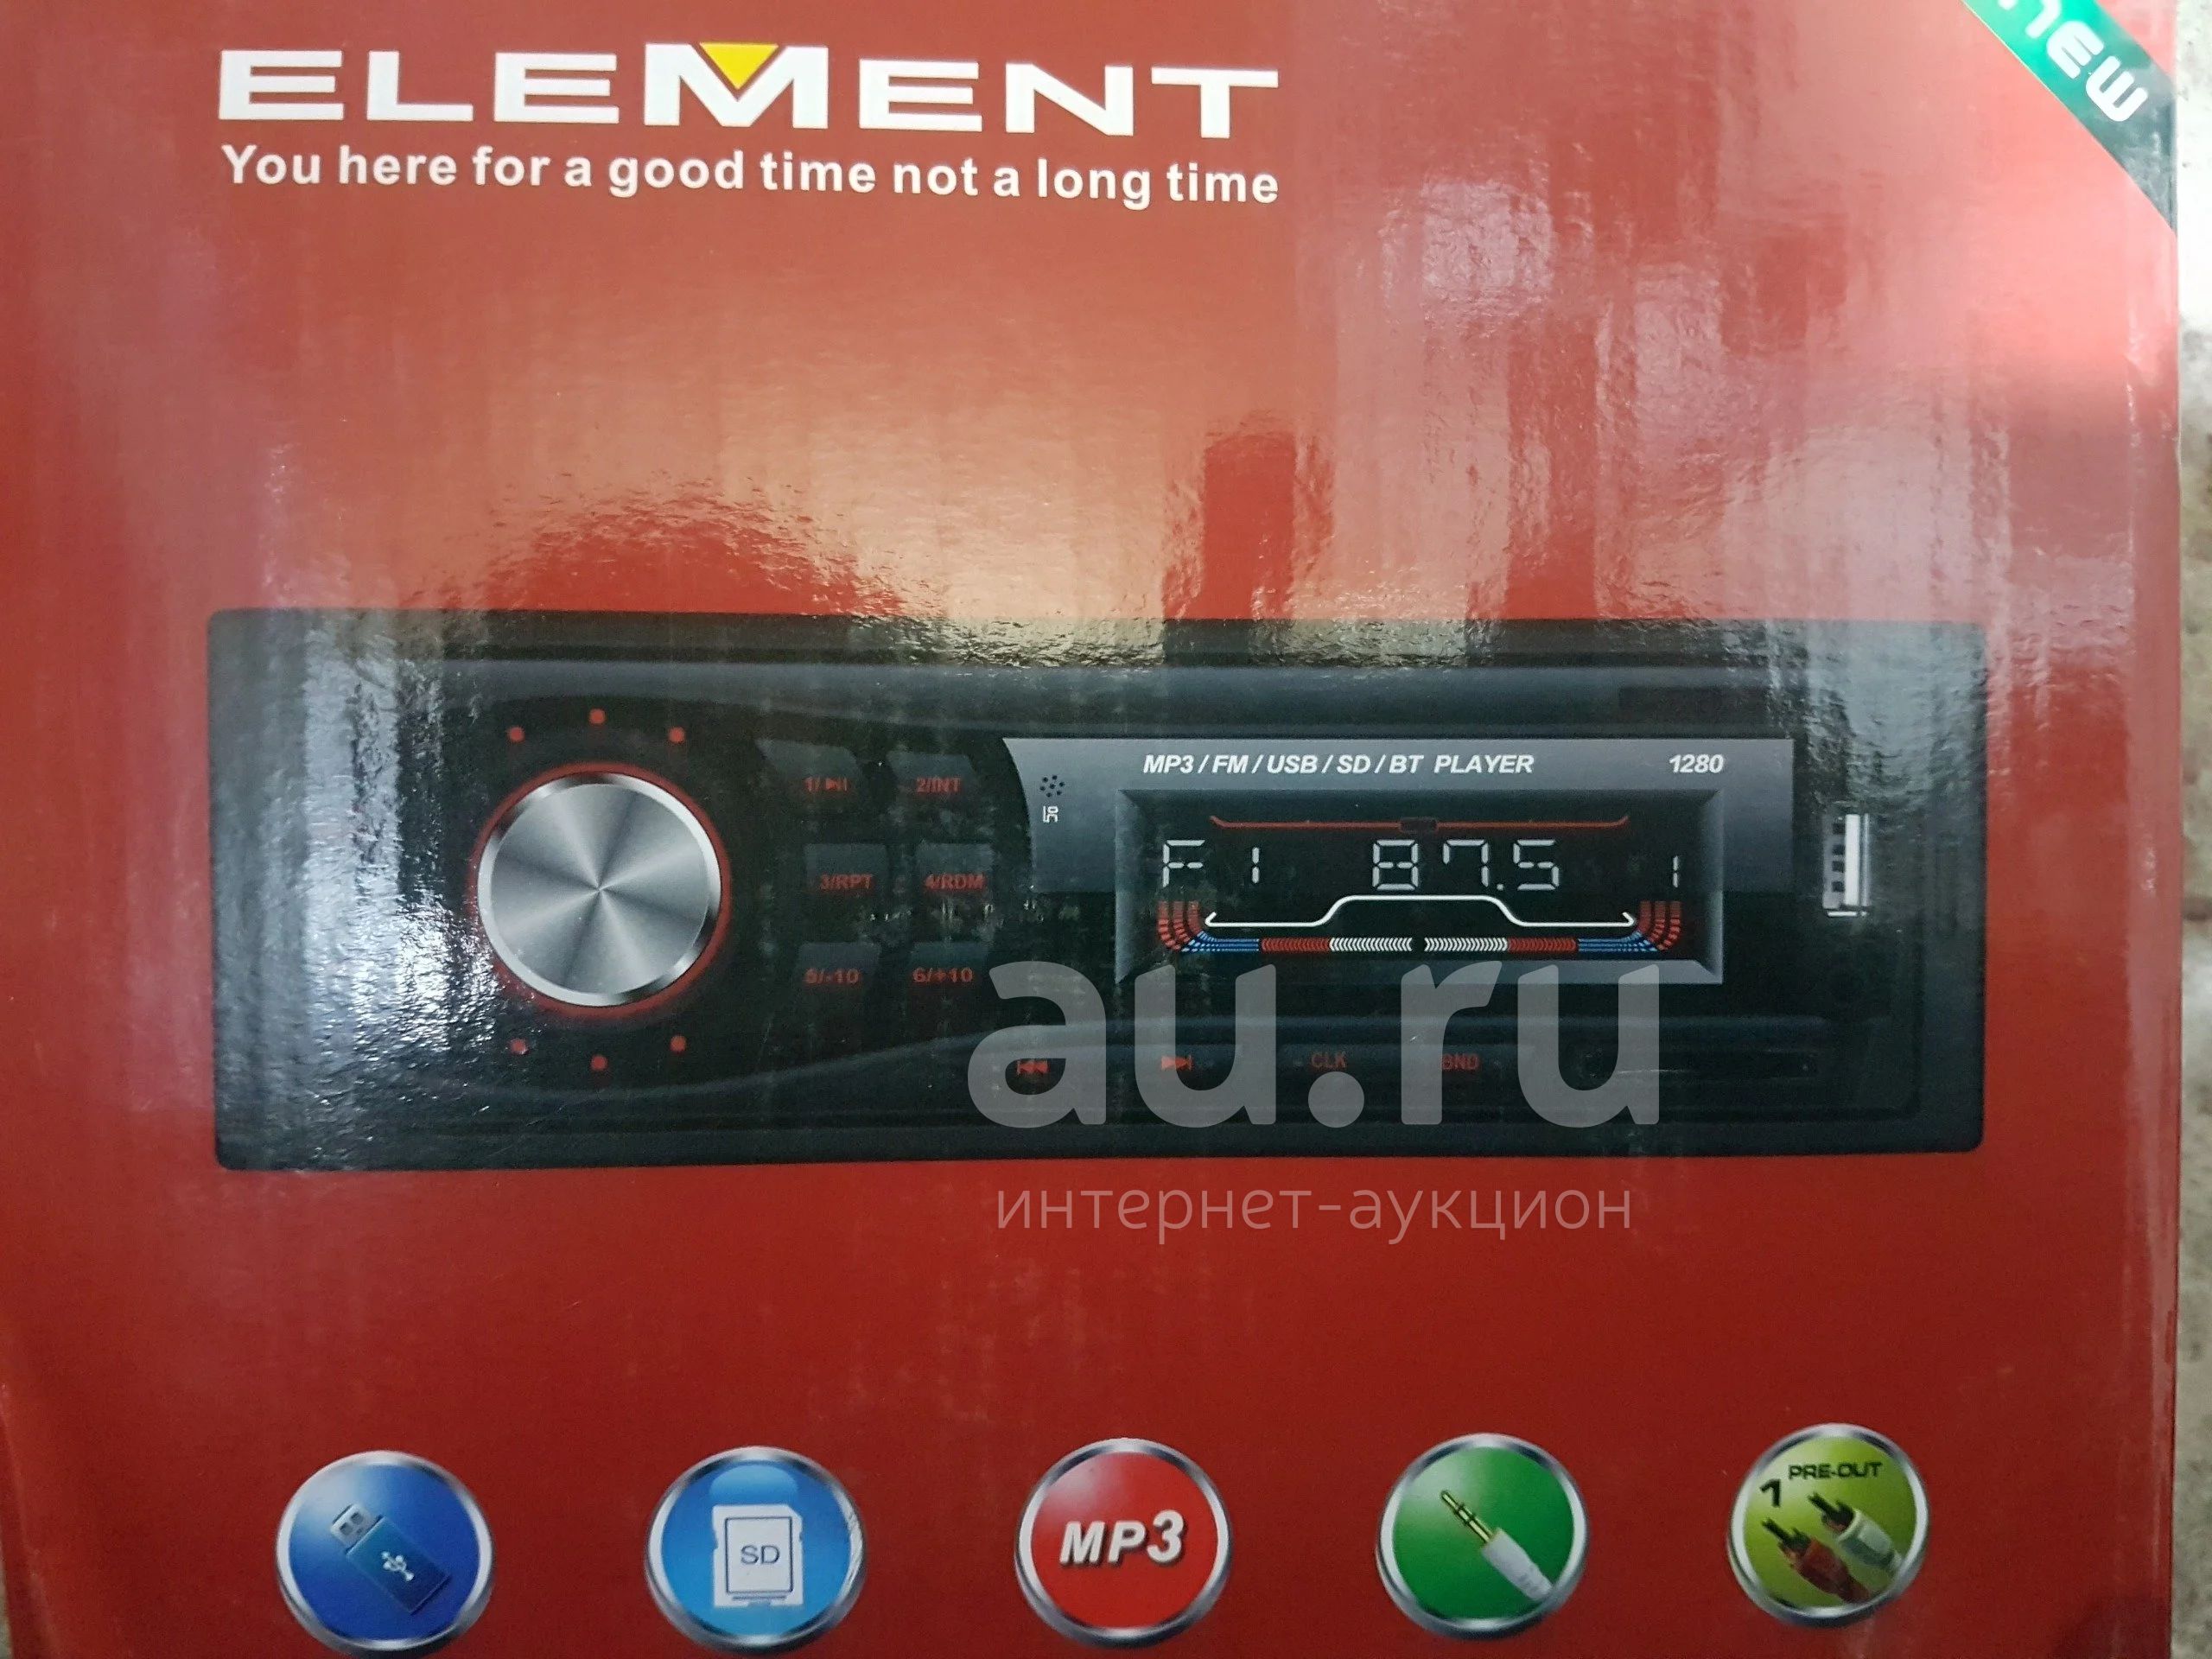 new
ELEMENT
You here for a good time not a long time
MP3 / FM / USB / SD / BT PLAYER 1280
1/ 2/INT
3/RPT 4/RDM
5/-10 6/+10
F 1 87.5 1
CLK BND
au.ru
интернет-аукцион
SD
MP3
1 PRE-OUT